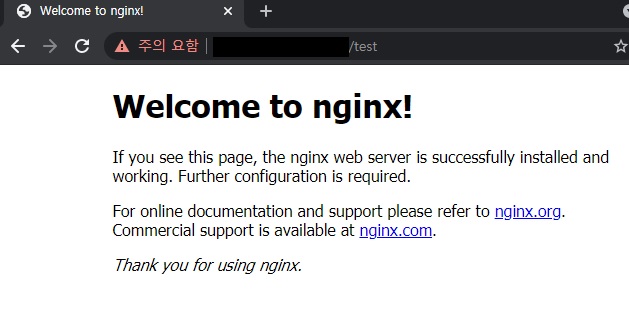 Welcome to nginx!
주의 요함 /test
Welcome to nginx!
If you see this page, the nginx web server is successfully installed and
working. Further configuration is required.
For online documentation and support please refer to nginx.org.
Commercial support is available at nginx.com.
Thank you for using nginx.